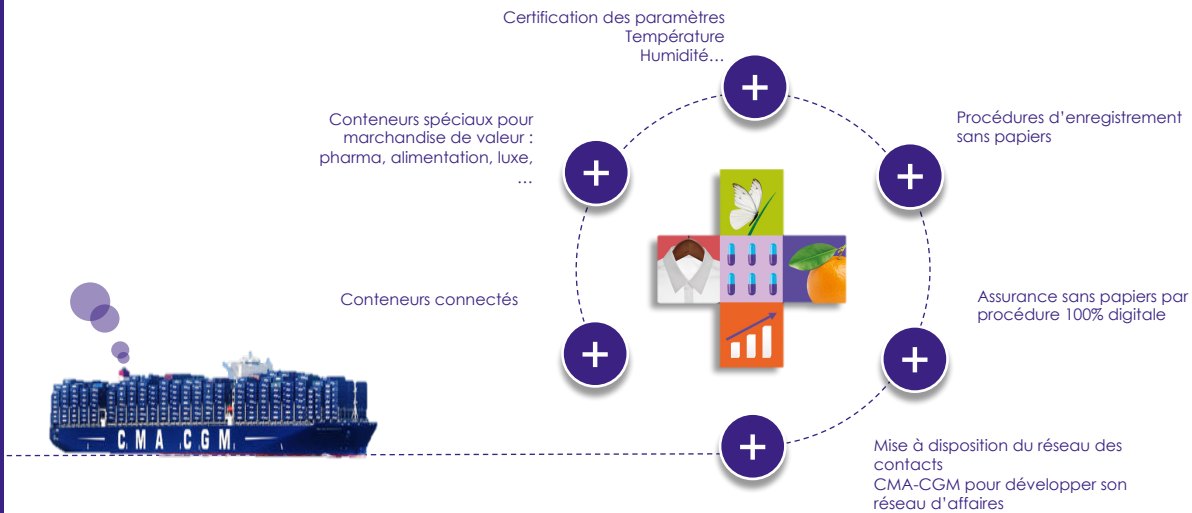 Certification des paramètres
Température
Humidité…
Conteneurs spéciaux pour
marchandise de valeur :
pharma, alimentation, luxe,
…
Procédures d’enregistrement
sans papiers
Conteneurs connectés
Assurance sans papiers par
procédure 100% digitale
CMA CGM
Mise à disposition du réseau des
contacts
CMA-CGM pour développer son
réseau d’affaires